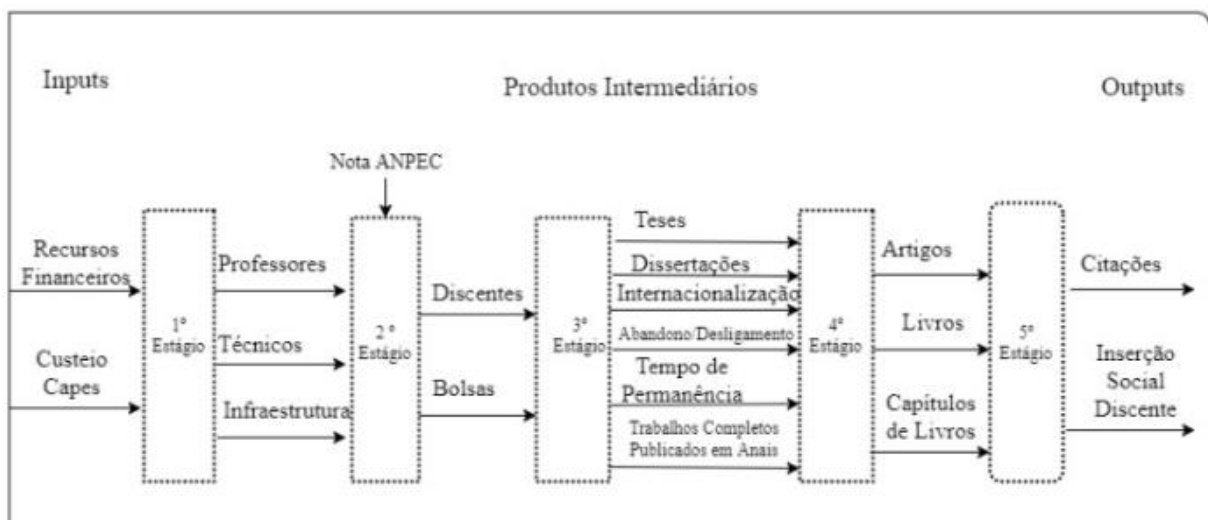 Inputs
Produtos Intermediários
Outputs
Nota ANPEC
Recursos
Financeiros
Custeio
Capes
1º
Estágio
Professores
Técnicos
Infraestrutura
2º
Estágio
Discentes
Bolsas
3º
Estágio
Teses
Dissertações
Internacionalização
Abandono/Desligamento
Tempo de
Permanência
Trabalhos Completos
Publicados em Anais
4º
Estágio
Artigos
Livros
Capítulos
de Livros
5º
Estágio
Citações
Inserção
Social
Discente